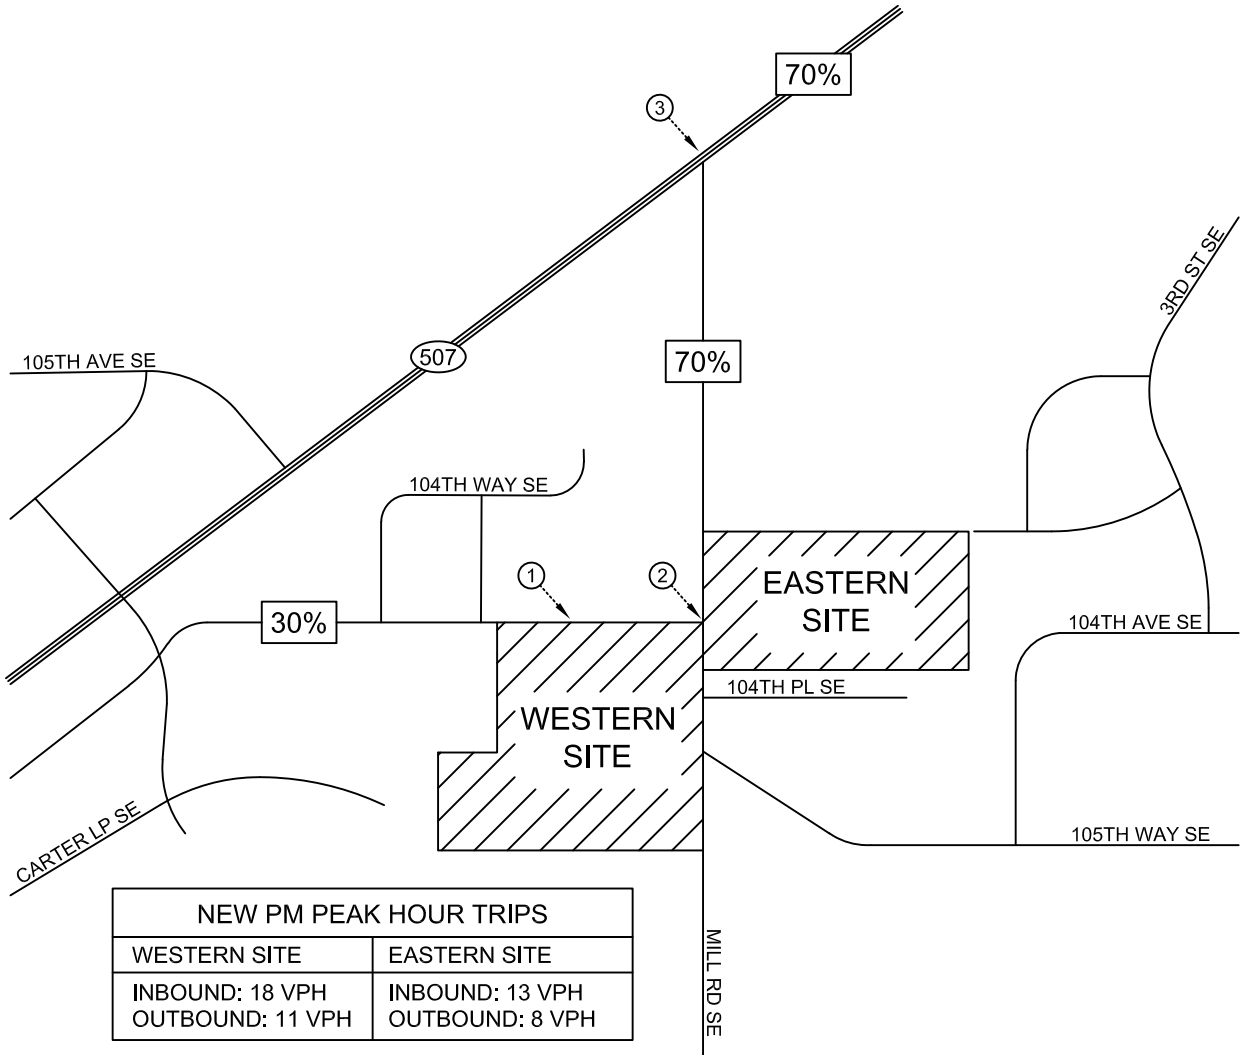 70%
3
3RD ST SE
507
105TH AVE SE
70%
104TH WAY SE
1
2
EASTERN
SITE
30%
104TH AVE SE
104TH PL SE
WESTERN
SITE
CARTER LP SE
105TH WAY SE
NEW PM PEAK HOUR TRIPS
WESTERN SITE
EASTERN SITE
INBOUND: 18 VPH
OUTBOUND: 11 VPH
INBOUND: 13 VPH
OUTBOUND: 8 VPH
MILL RD SE